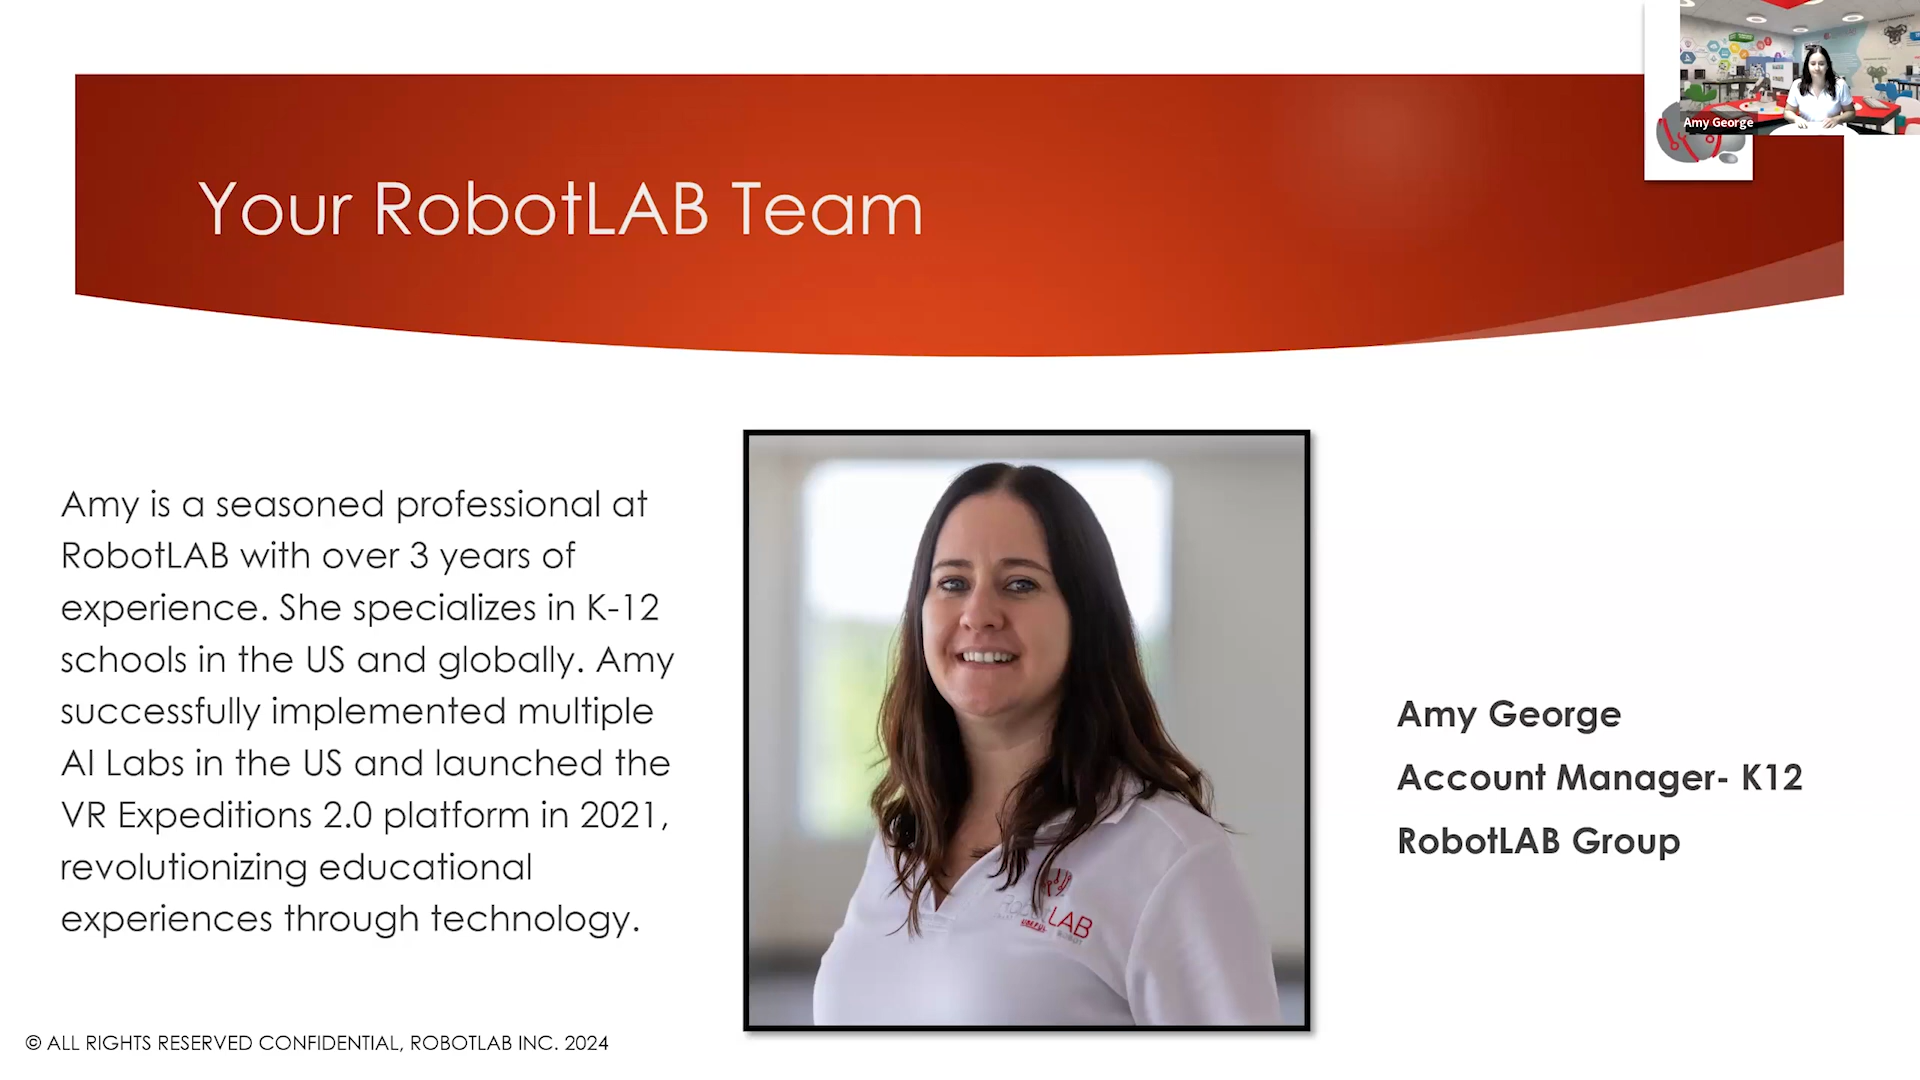 Amy George
Your RobotLAB Team
Amy is a seasoned professional at
RobotLAB with over 3 years of
experience. She specializes in K-12
schools in the US and globally. Amy
successfully implemented multiple
AI Labs in the US and launched the
VR Expeditions 2.0 platform in 2021,
revolutionizing educational
experiences through technology.
RobotLAB
Amy George
Account Manager- K12
RobotLAB Group
© ALL RIGHTS RESERVED CONFIDENTIAL, ROBOTLAB INC. 2024